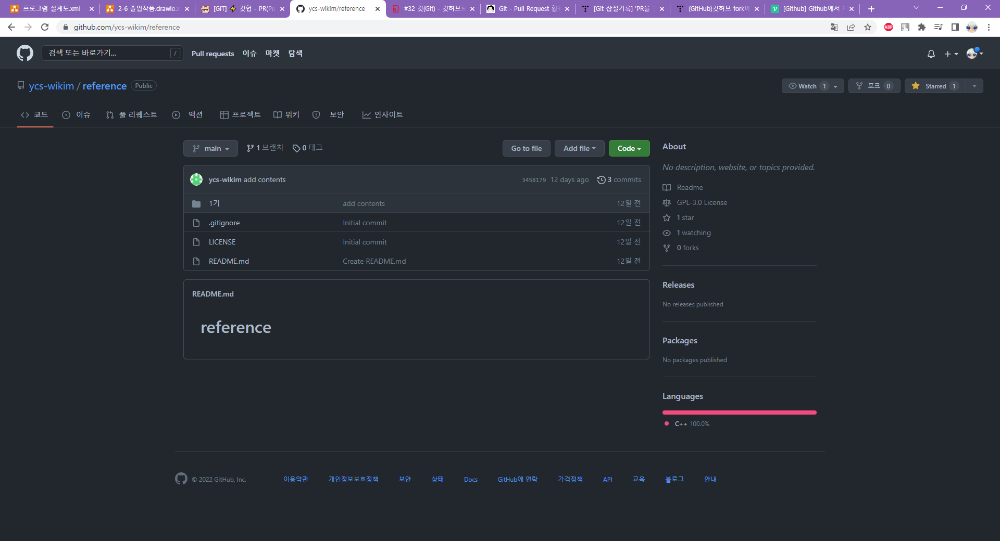 프로그램 설계도.xml -
2-6 졸업작품.drawio.x
[GIT] ⚡ 깃헙 - PR(Pu
ycs-wikim/reference
#32 깃(Git) - 깃허브로
Git - Pull Request 활
[Git 삽질기록] 'PR을
(GitHub)깃허브 fork에
[Github] Github에서
github.com/ycs-wikim/reference
ABP
검색 또는 바로가기... /
Pull requests 이슈 마켓 탐색
ycs-wikim / reference Public
Watch 1 포크 0 Starred 1
코드 이슈 풀 리퀘스트 액션 프로젝트 위키 보안 인사이트
main 1 브랜치 0 태그 Go to file Add file Code
ycs-wikim add contents 3458179 12 days ago 3 commits
1기 add contents 12일 전
.gitignore Initial commit 12일 전
LICENSE Initial commit 12일 전
README.md Create README.md 12일 전
README.md
reference
About
No description, website, or topics provided.
Readme
GPL-3.0 License
1 star
1 watching
0 forks
Releases
No releases published
Packages
No packages published
Languages
C++ 100.0%
© 2022 GitHub, Inc. 이용약관 개인정보보호정책 보안 상태 Docs GitHub에 연락 가격정책 API 교육 블로그 안내